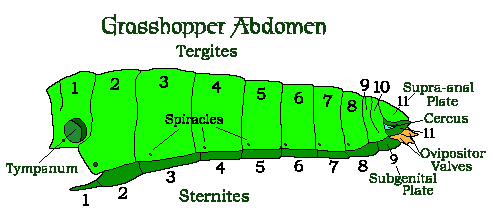 Grasshopper Abdomen
Tergites
1 2 3 4 5 6 7 8 9 10
Supra-anal
11 Plate
Cercus
11
Spiracles
Ovipositor
Valves
Tympanum
1 2 3 4 5 6 7 8 9
Subgenital
Plate
Sternites